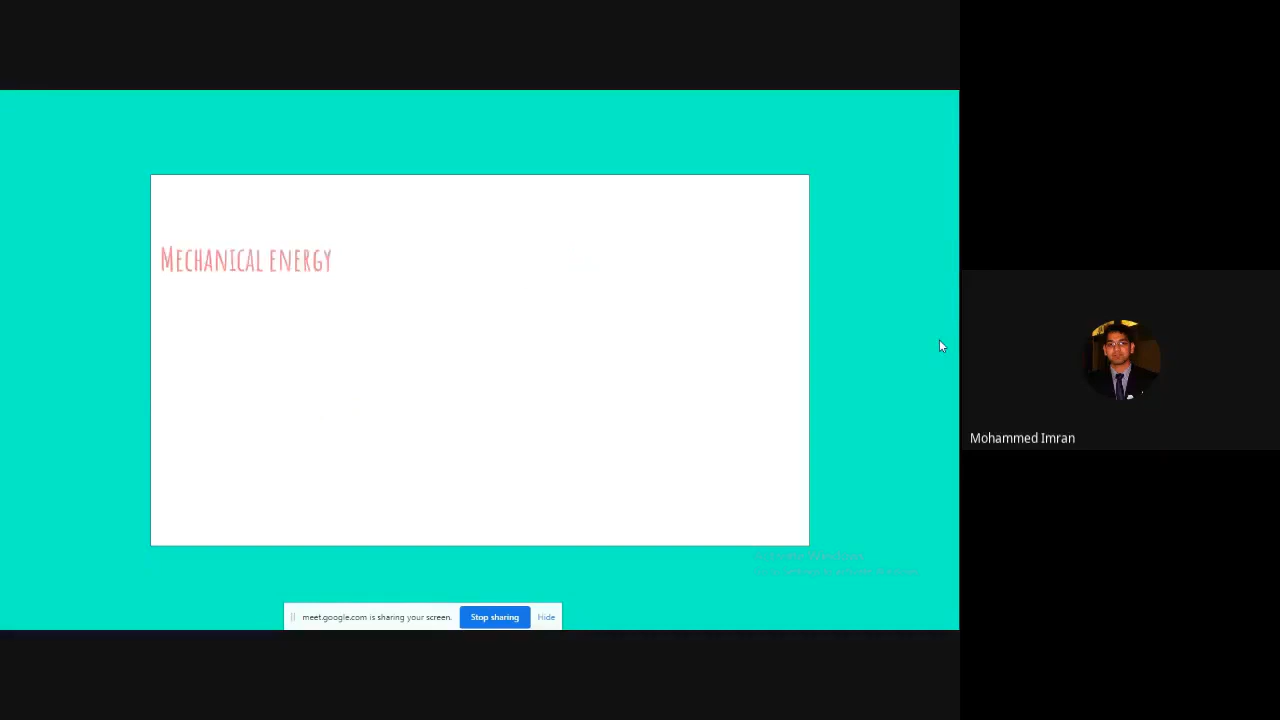 MECHANICAL ENERGY
Mohammed Imran
meet.google.com is sharing your screen. Stop sharing Hide